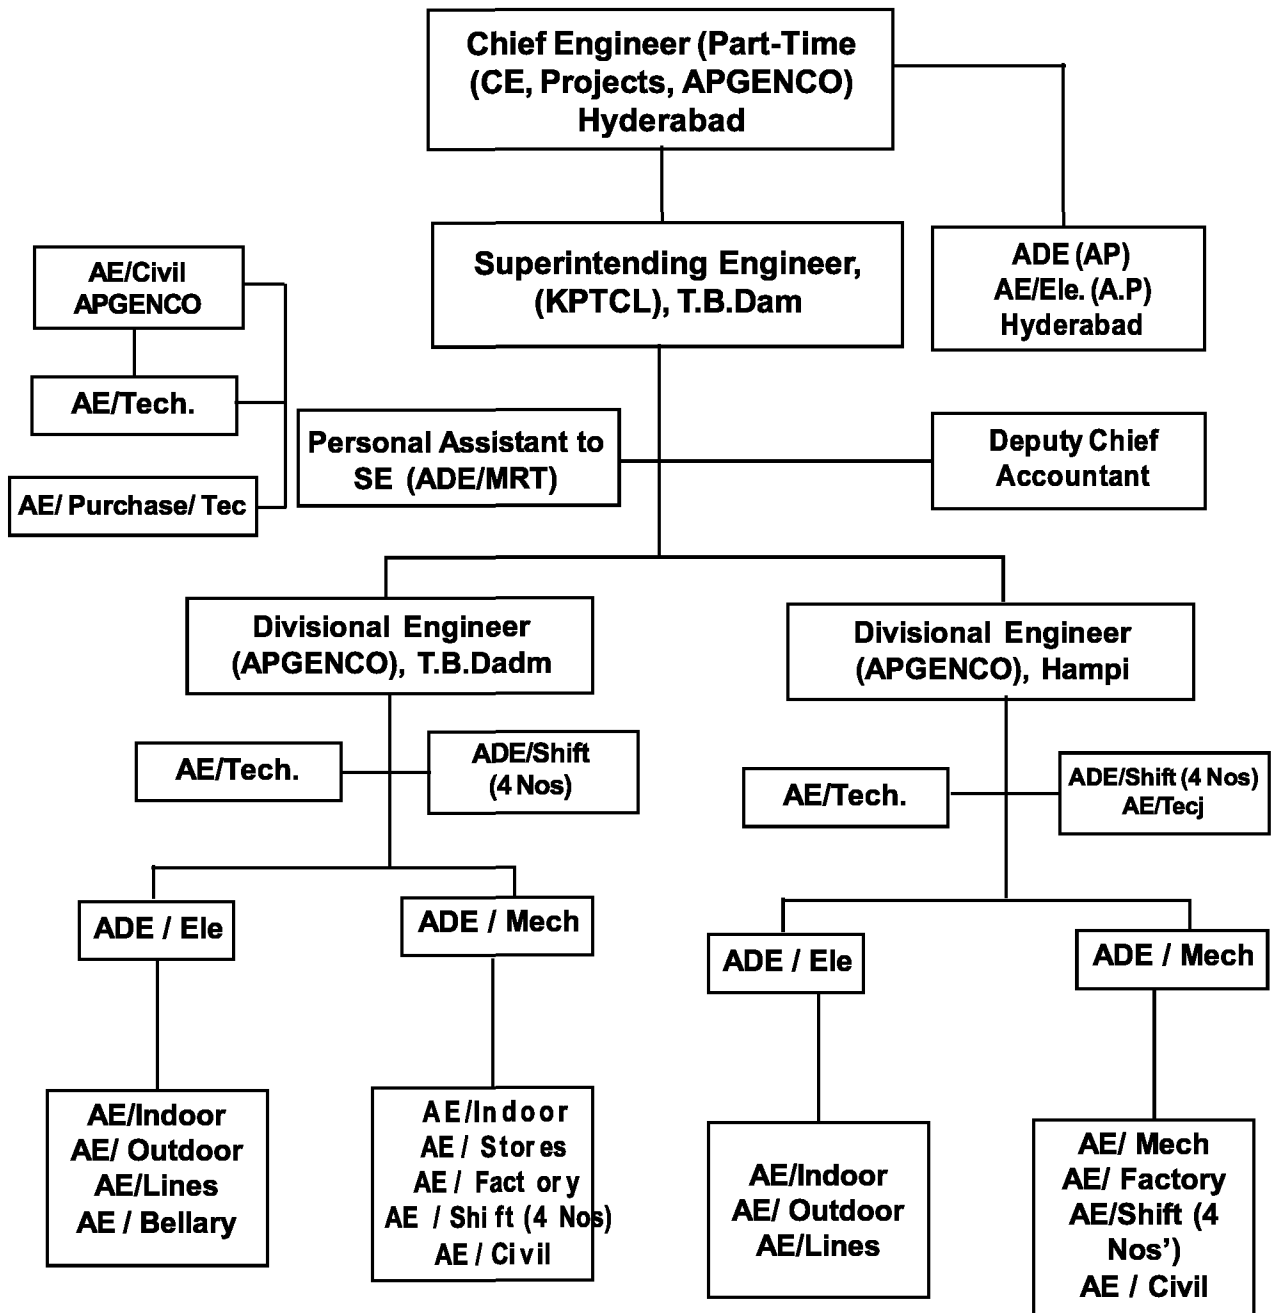 Chief Engineer (Part-Time
(CE, Projects, APGENCO)
Hyderabad
Superintending Engineer,
(KPTCL), T.B.Dam
ADE (AP)
AE/Ele. (A.P)
Hyderabad
AE/Civil
APGENCO
AE/Tech.
AE/ Purchase/ Tec
Personal Assistant to
SE (ADE/MRT)
Deputy Chief
Accountant
Divisional Engineer
(APGENCO), T.B.Dadm
Divisional Engineer
(APGENCO), Hampi
AE/Tech.
ADE/Shift
(4 Nos)
AE/Tech.
ADE/Shift (4 Nos)
AE/Tecj
ADE / Ele
ADE / Mech
ADE / Ele
ADE / Mech
AE/Indoor
AE/ Outdoor
AE/Lines
AE / Bellary
AE/Indoor
AE / Stores
AE / Fact ory
AE / Shift (4 Nos)
AE / Civil
AE/Indoor
AE/ Outdoor
AE/Lines
AE/ Mech
AE/ Factory
AE/Shift (4
Nos’)
AE / Civil